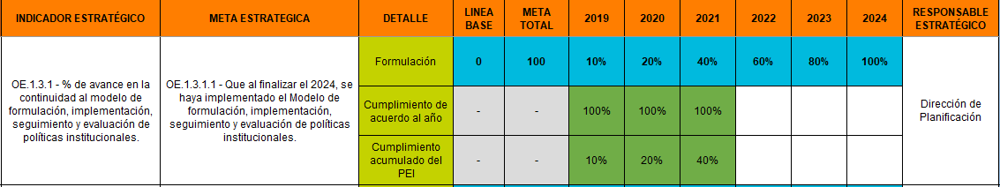 INDICADOR ESTRATÉGICO META ESTRATEGICA DETALLE LINEA BASE META TOTAL 2019 2020 2021 2022 2023 2024 RESPONSABLE ESTRATÉGICO
OE.1.3.1 - % de avance en la
continuidad al modelo de
formulación, implementación,
seguimiento y evaluación de
políticas institucionales.
OE.1.3.1.1 - Que al finalizar el 2024, se
haya implementado el Modelo de
formulación, implementación,
seguimiento y evaluación de políticas
institucionales.
Formulación 0 100 10% 20% 40% 60% 80% 100%
Cumplimiento de
acuerdo al año - - 100% 100% 100%
Cumplimiento
acumulado del
PEI - - 10% 20% 40%
Dirección de
Planificación